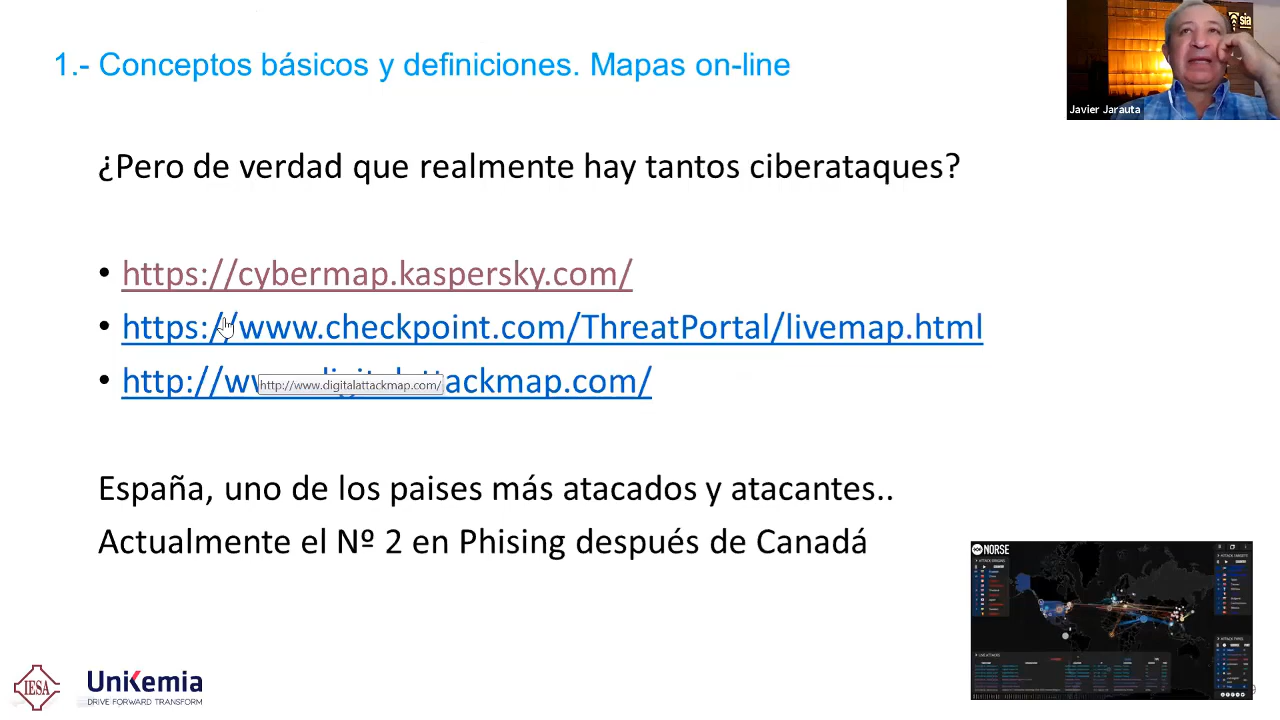 1.- Conceptos básicos y definiciones. Mapas on-line
sia
Javier Jarauta
¿Pero de verdad que realmente hay tantos ciberataques?
• https://cybermap.kaspersky.com/
• https://www.checkpoint.com/ThreatPortal/livemap.html
• http://www.digitalattackmap.com/
http://www.digitalattackmap.com/
España, uno de los paises más atacados y atacantes..
Actualmente el Nº 2 en Phising después de Canadá
NORSE
IESA
UniKemia
DRIVE FORWARD TRANSFORM